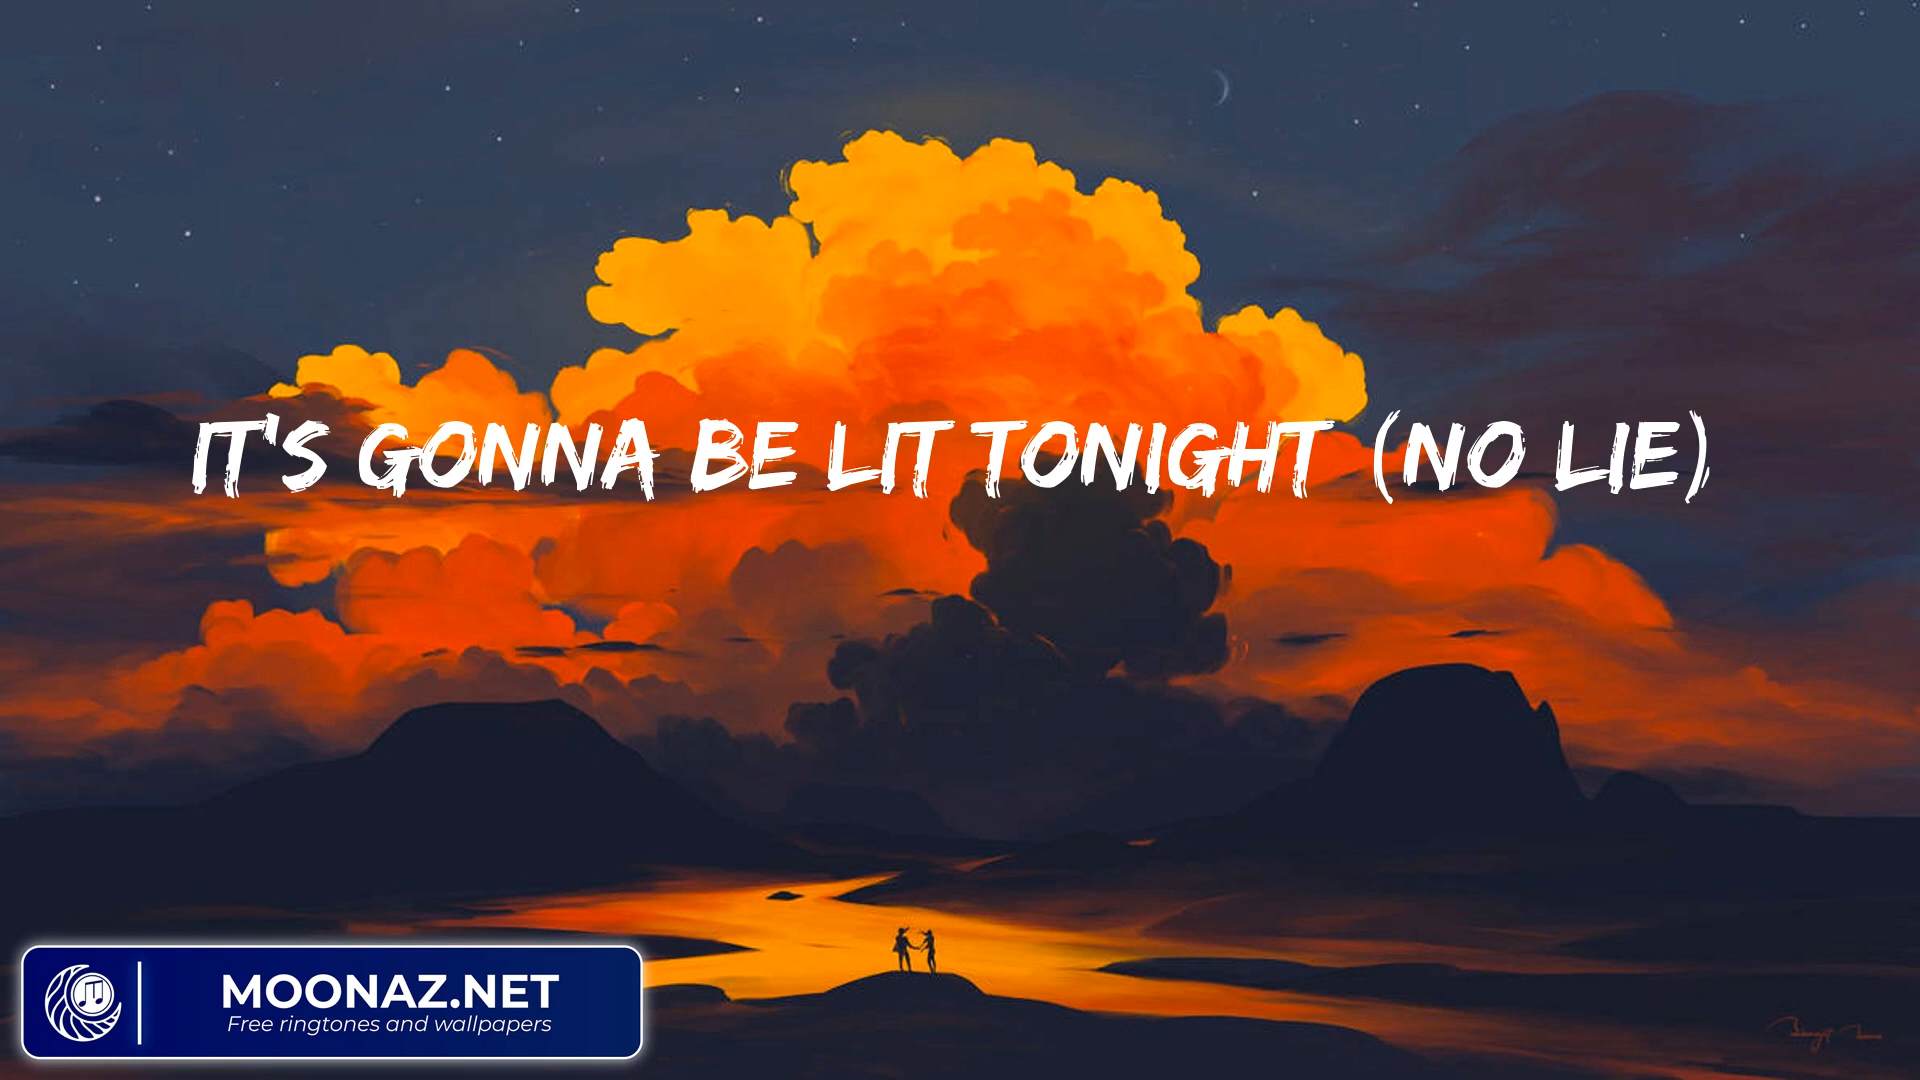 IT'S GONNA BE LIT TONIGHT (NO LIE)
MOONAZ.NET
Free ringtones and wallpapers